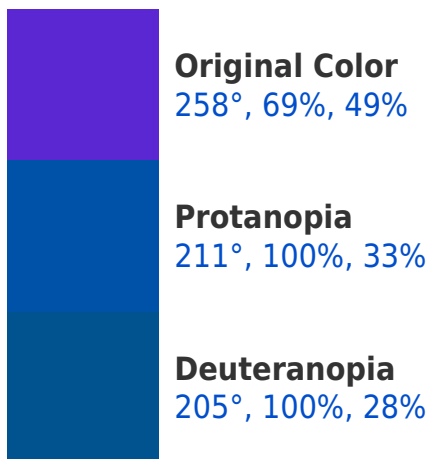 Original Color
258°, 69%, 49%
Protanopia
211°, 100%, 33%
Deuteranopia
205°, 100%, 28%